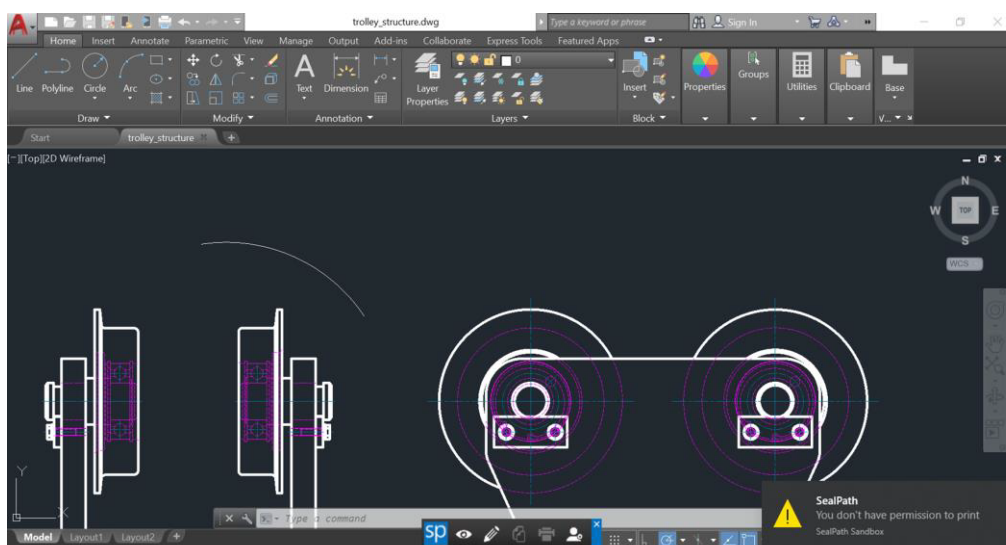 A
trolley_structure.dwg
Type a keyword or phrase
Sign In
Home Insert Annotate Parametric View Manage Output Add-ins Collaborate Express Tools Featured Apps
0
Line Polyline Circle Arc
Text Dimension
Layer
Properties
Insert
Properties
Groups
Utilities
Clipboard
Base
Draw
Modify
Annotation
Layers
Block
V...
Start
trolley_structure
[−][Top][2D Wireframe]
N
W
TOP
E
S
WCS
Y
X
Type a command
SealPath
You don't have permission to print
SealPath Sandbox
sp
Model Layout1 Layout2 +